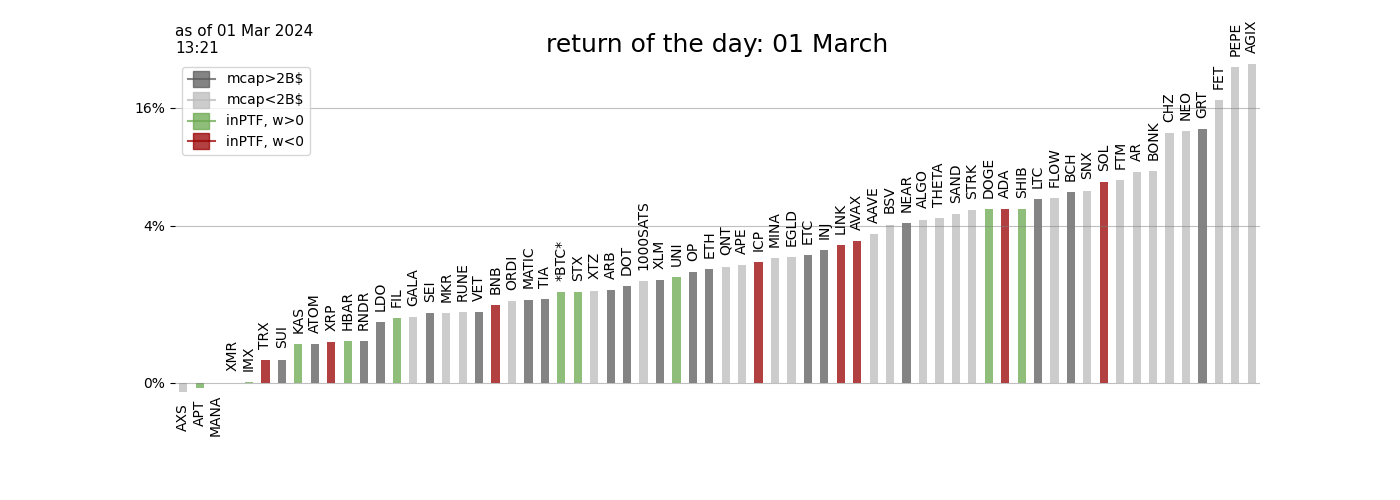 as of 01 Mar 2024
13:21
return of the day: 01 March
mcap>2B$
mcap<2B$
inPTF, w>0
inPTF, w<0
16%
4%
0%
AXS
APT
MANA
XMR
IMX
TRX
SUI
KAS
ATOM
XRP
HBAR
RNDR
LDO
FIL
GALA
SEI
MKR
RUNE
VET
BNB
ORDI
MATIC
TIA
*BTC*
STX
XTZ
ARB
DOT
1000SATS
XLM
UNI
OP
ETH
QNT
APE
ICP
MINA
EGLD
ETC
INJ
LINK
AVAX
AAVE
BSV
NEAR
ALGO
THETA
SAND
STRK
DOGE
ADA
SHIB
LTC
FLOW
BCH
SNX
SOL
FTM
AR
BONK
CHZ
NEO
GRT
FET
PEPE
AGIX